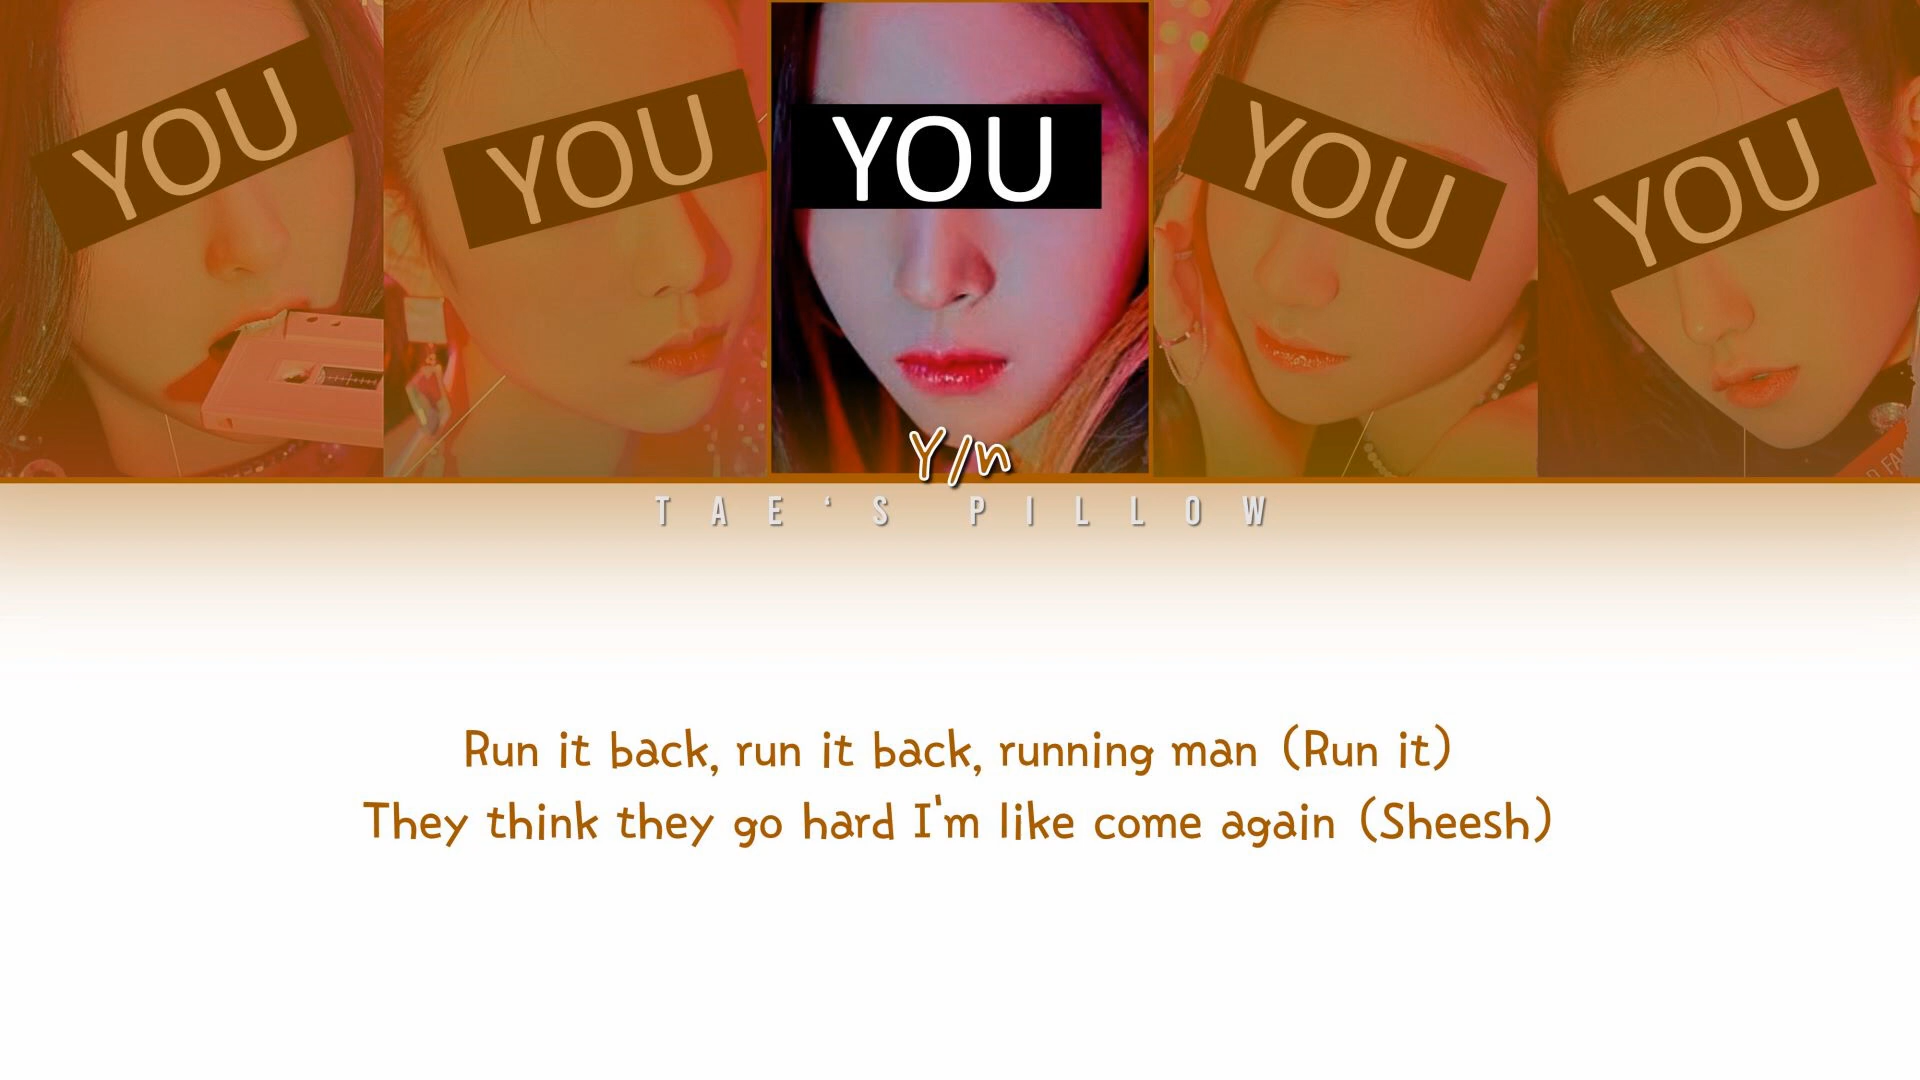 YOU YOU YOU YOU YOU
Y/n
TAE'S PILLOW
Run it back, run it back, running man (Run it)
They think they go hard I'm like come again (Sheesh)